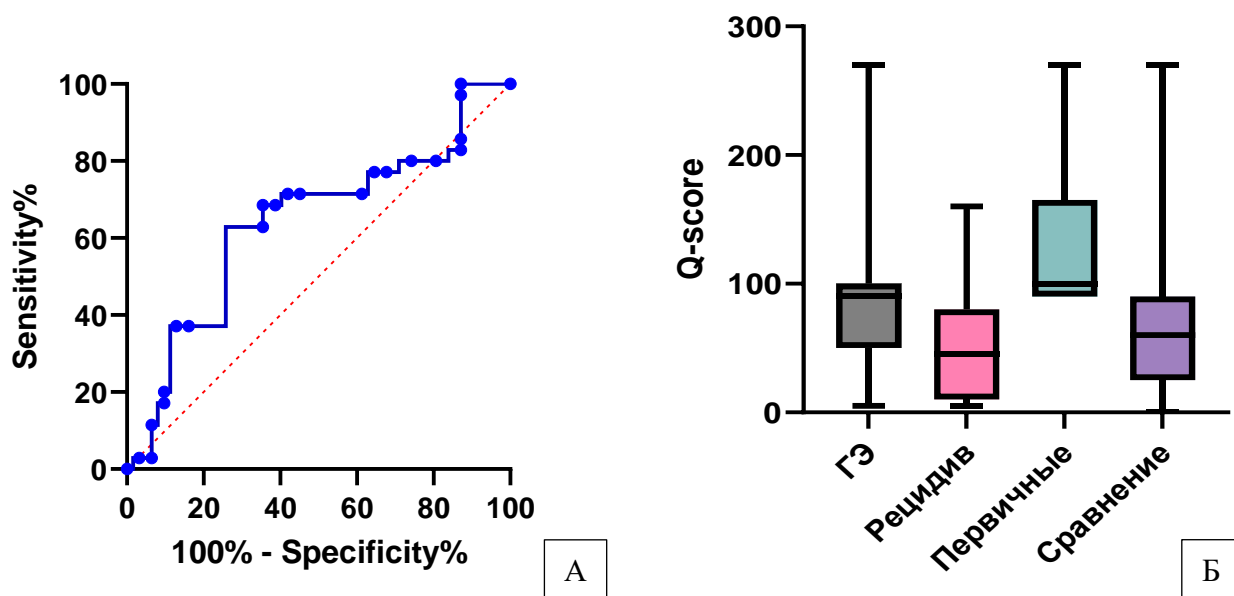 100
80
60
40
20
0
Sensitivity%
0 20 40 60 80 100
100% - Specificity%
А
300
200
100
0
Q-score
ГЭ
Рецидив
Первичные
Сравнение
Б